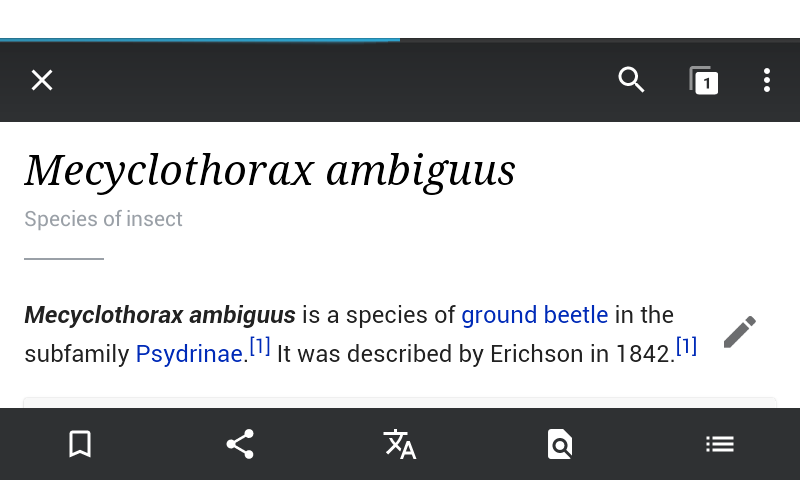 1
Mecyclothorax ambiguus
Species of insect
Mecyclothorax ambiguus is a species of ground beetle in the
subfamily Psydrinae.[1] It was described by Erichson in 1842.[1]